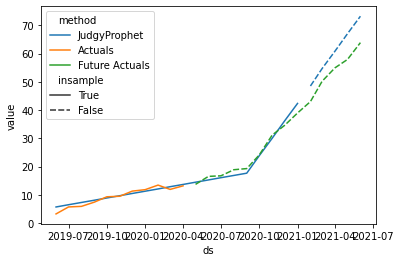 method
JudgyProphet
Actuals
Future Actuals
insample
True
False
70
60
50
40
30
20
10
0
value
2019-07 2019-10 2020-01 2020-04 2020-07 2020-10 2021-01 2021-04 2021-07
ds